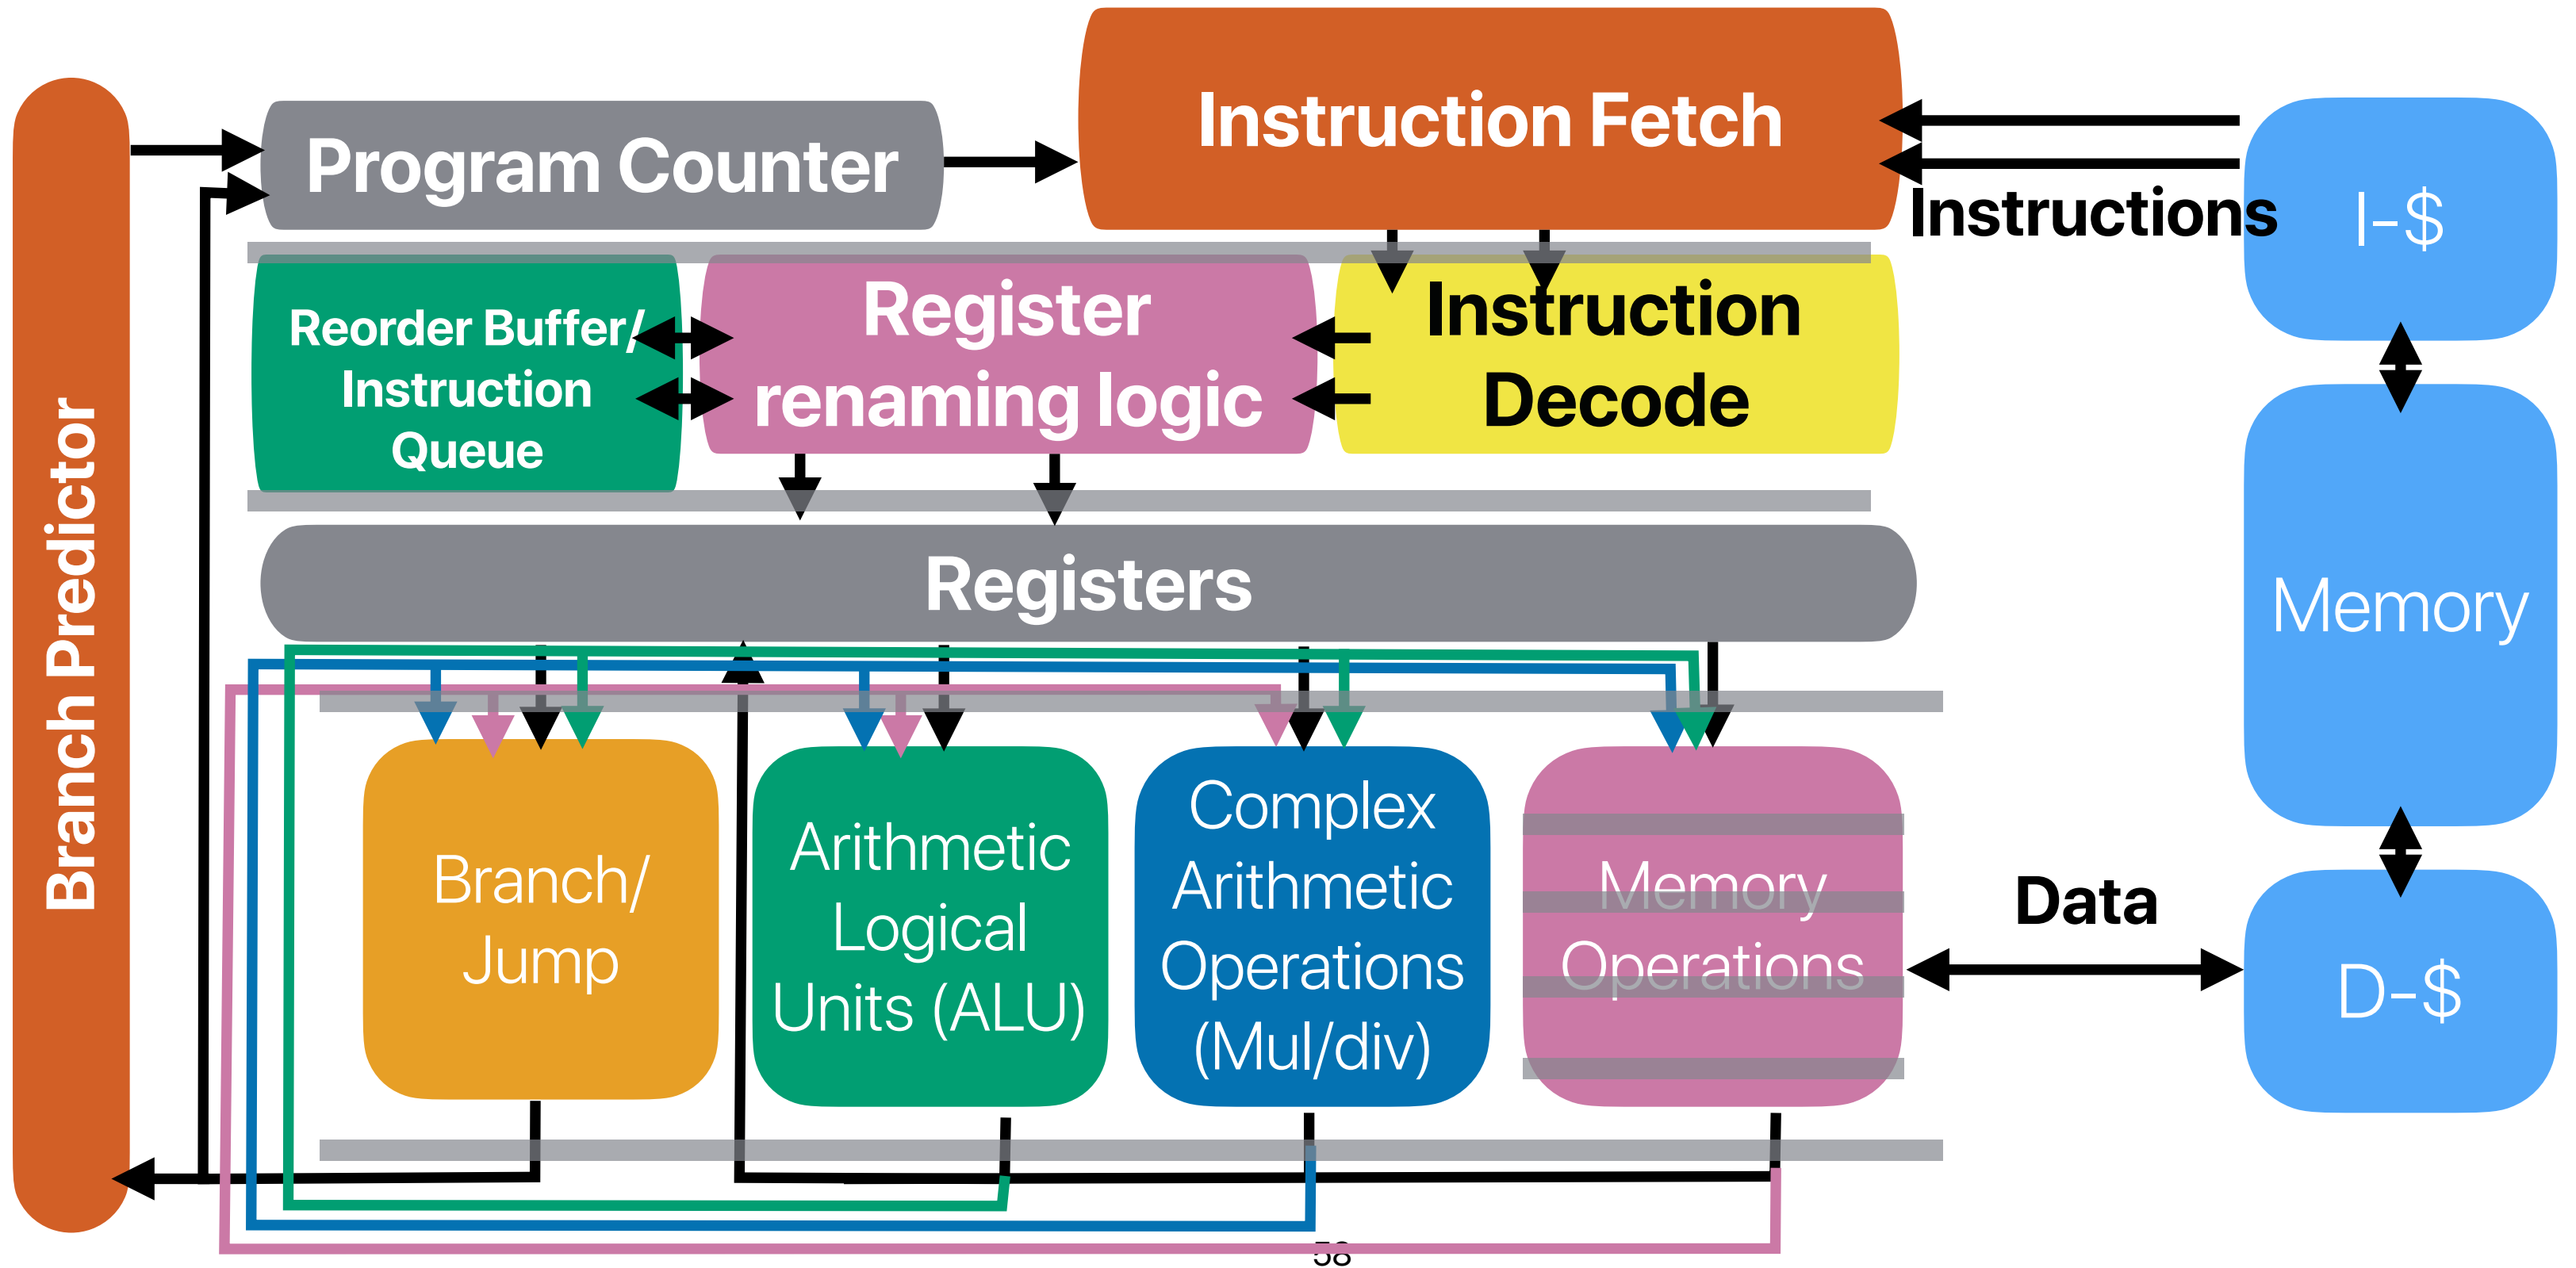 Branch Predictor
Program Counter
Instruction Fetch
Instructions
I-$
Reorder Buffer/
Instruction
Queue
Register
renaming logic
Instruction
Decode
Registers
Memory
Branch/
Jump
Arithmetic
Logical
Units (ALU)
Complex
Arithmetic
Operations
(Mul/div)
Memory
Operations
Data
D-$
58